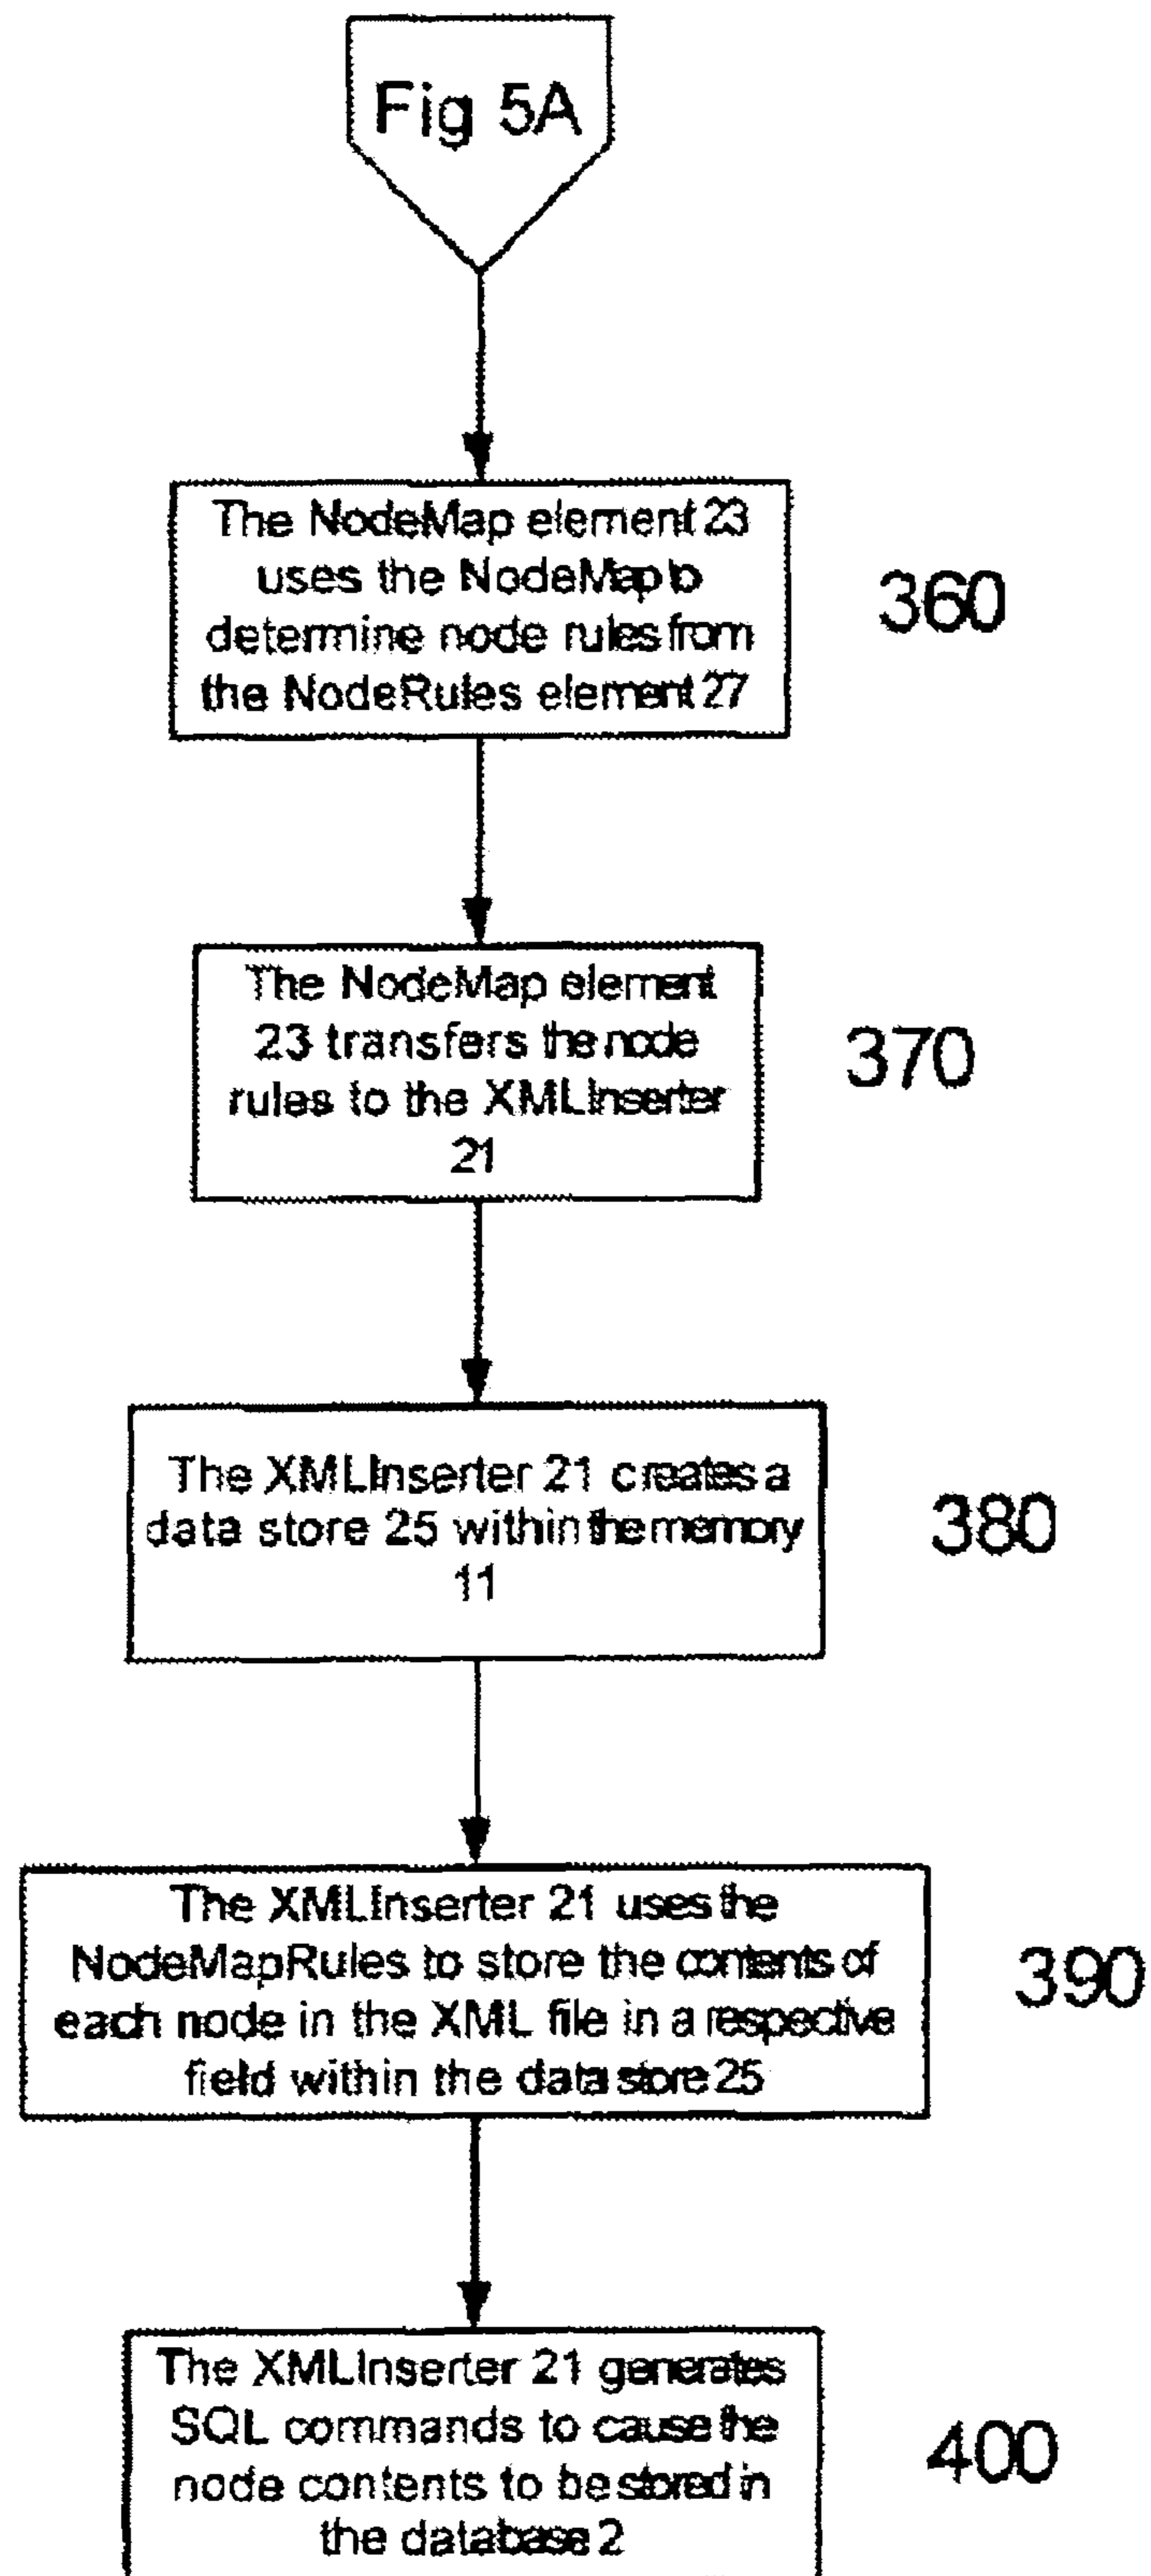 Fig 5A
The NodeMap element 23
uses the NodeMap to
determine node rules from
the NodeRules element 27
360
The NodeMap element
23 transfers the node
rules to the XMLInserter
21
370
The XMLInserter 21 creates a
data store 25 within the memory
11
380
The XMLInserter 21 uses the
NodeMapRules to store the contents of
each node in the XML file in a respective
field within the data store 25
390
The XMLInserter 21 generates
SQL commands to cause the
node contents to be stored in
the database 2
400